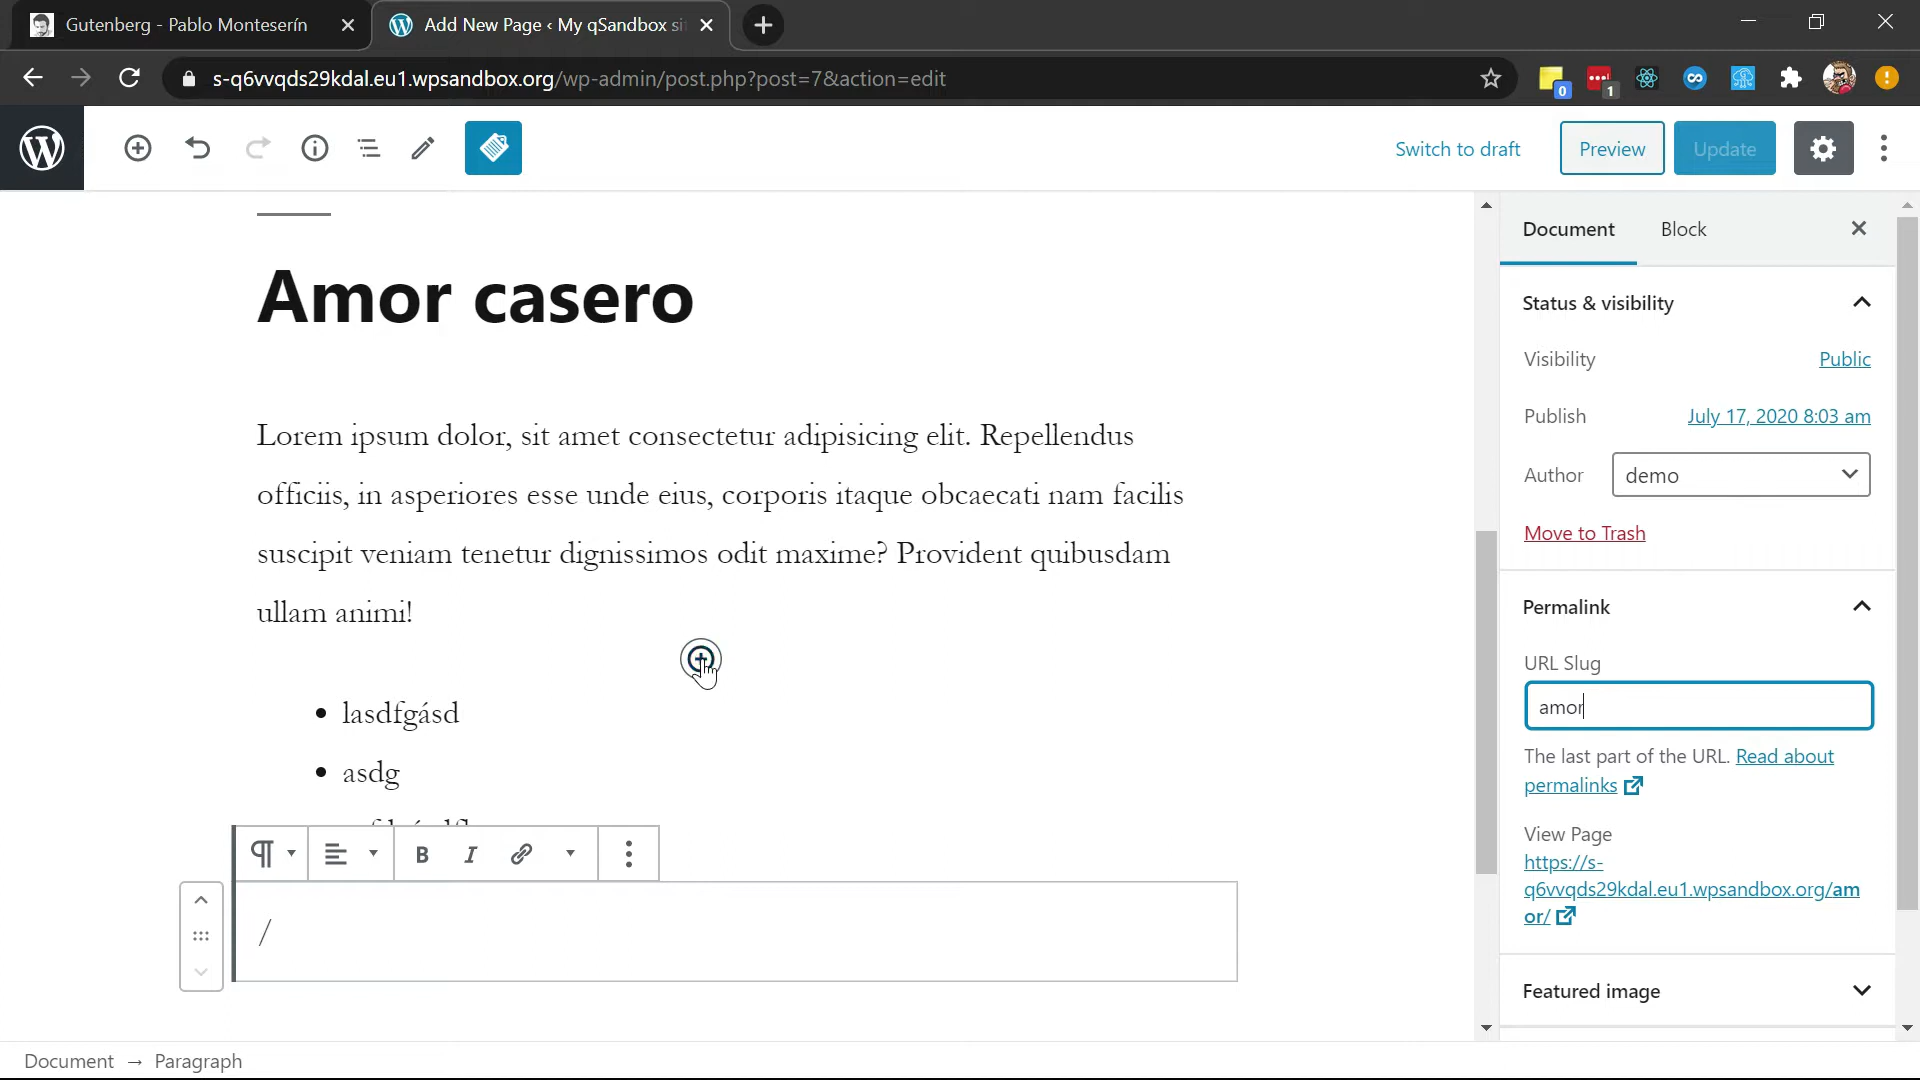 Gutenberg - Pablo Monteserín
Add New Page ‹ My qSandbox si
s-q6vvqds29kdal.eu1.wpsandbox.org/wp-admin/post.php?post=7&action=edit
0
1
Switch to draft
Preview
Update
Amor casero
Lorem ipsum dolor, sit amet consectetur adipisicing elit. Repellendus
officiis, in asperiores esse unde eius, corporis itaque obcaecati nam facilis
suscipit veniam tenetur dignissimos odit maxime? Provident quibusdam
ullam animi!
• lasdfgásd
• asdg
B I
/
Document → Paragraph
Document
Block
Status & visibility
Visibility
Public
Publish
July 17, 2020 8:03 am
Author
demo
Move to Trash
Permalink
URL Slug
amor
The last part of the URL. Read about
permalinks
View Page
https://s-
q6vvqds29kdal.eu1.wpsandbox.org/am
or/
Featured image